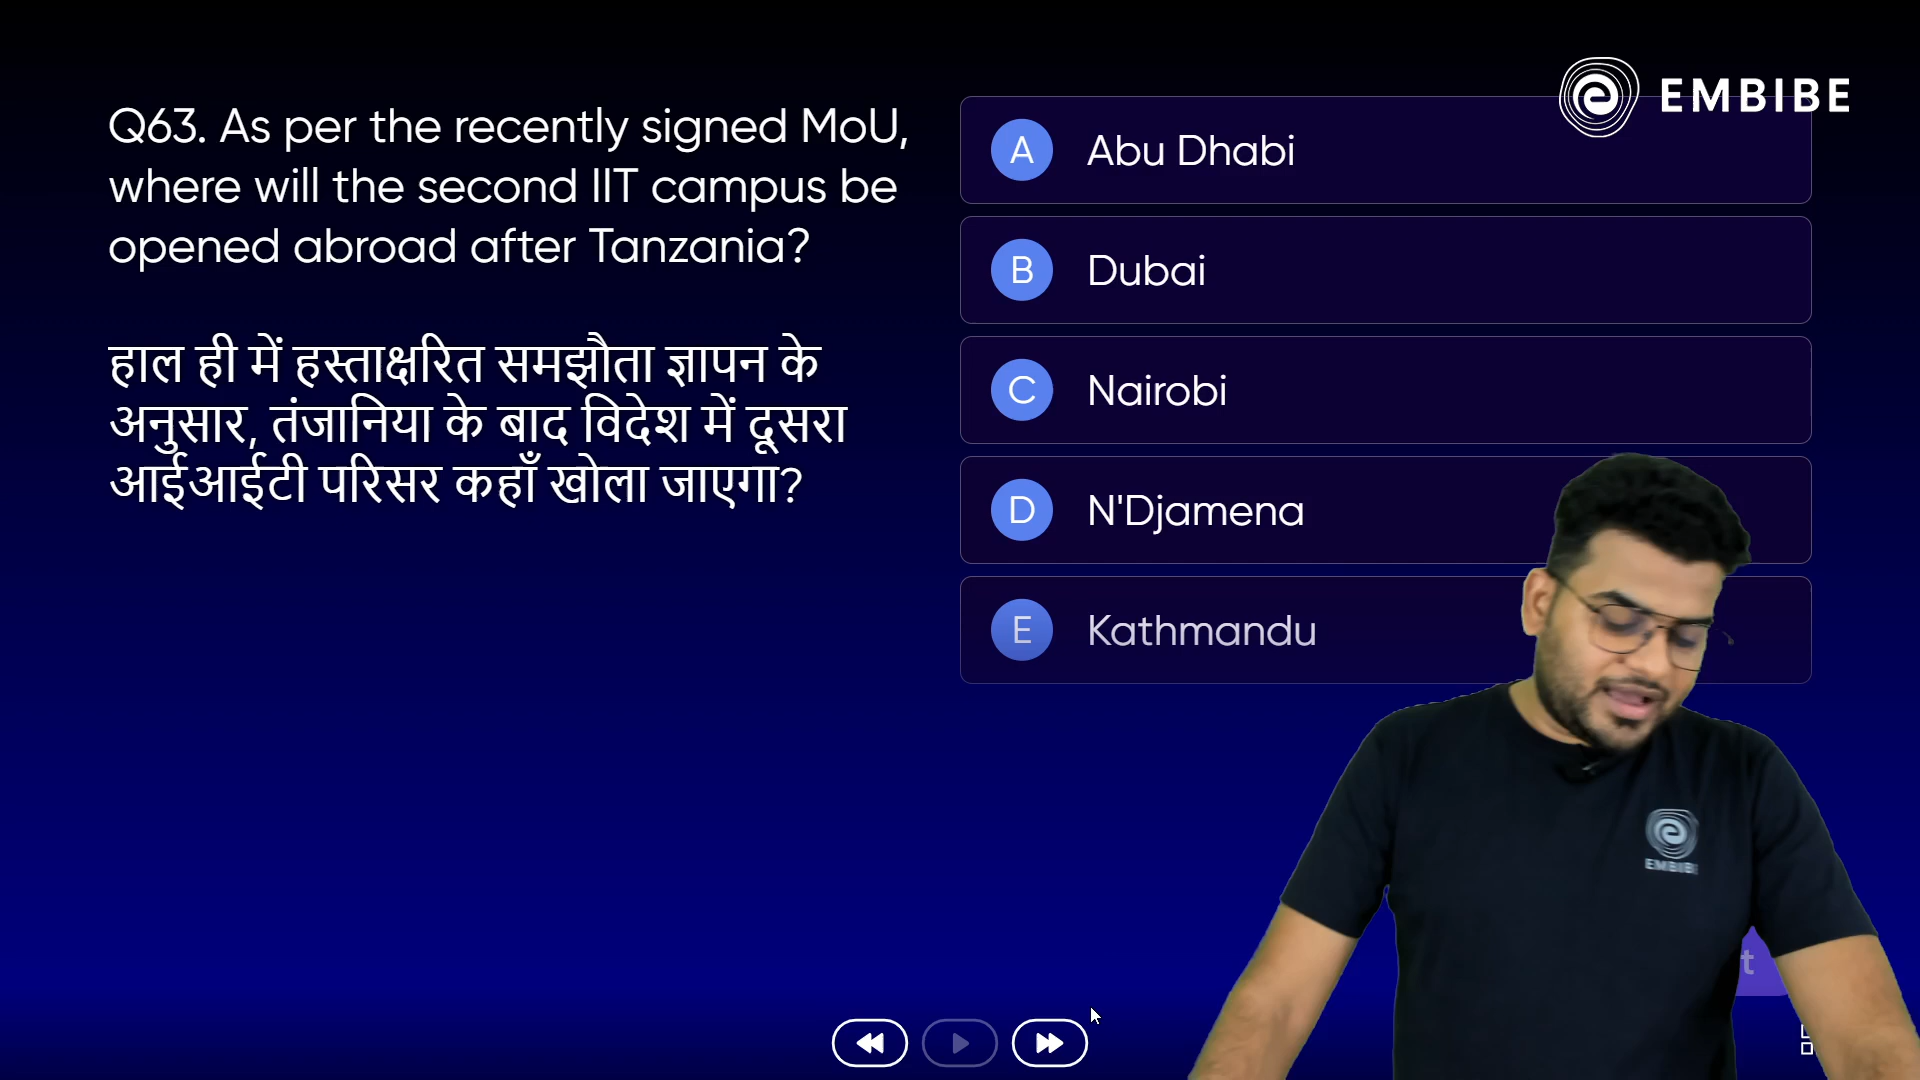 EMBIBE
Q63. As per the recently signed MoU,
where will the second IIT campus be
opened abroad after Tanzania?
हाल ही में हस्ताक्षरित समझौता ज्ञापन के
अनुसार, तंजानिया के बाद विदेश में दूसरा
आईआईटी परिसर कहाँ खोला जाएगा?
A Abu Dhabi
B Dubai
C Nairobi
D N'Djamena
E Kathmandu
EMBIBE